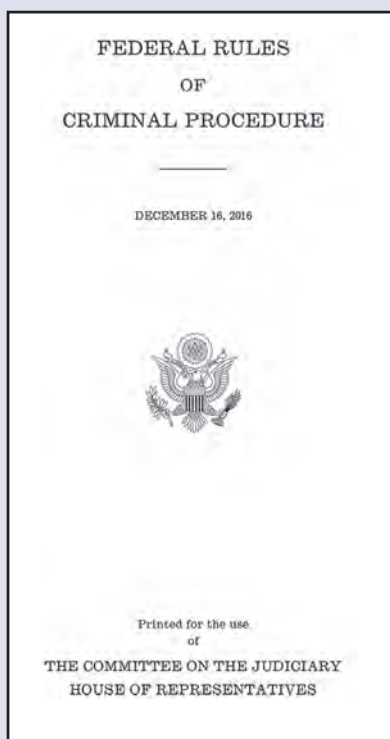 FEDERAL RULES
OF
CRIMINAL PROCEDURE
DECEMBER 16, 2016
Printed for the use
of
THE COMMITTEE ON THE JUDICIARY
HOUSE OF REPRESENTATIVES